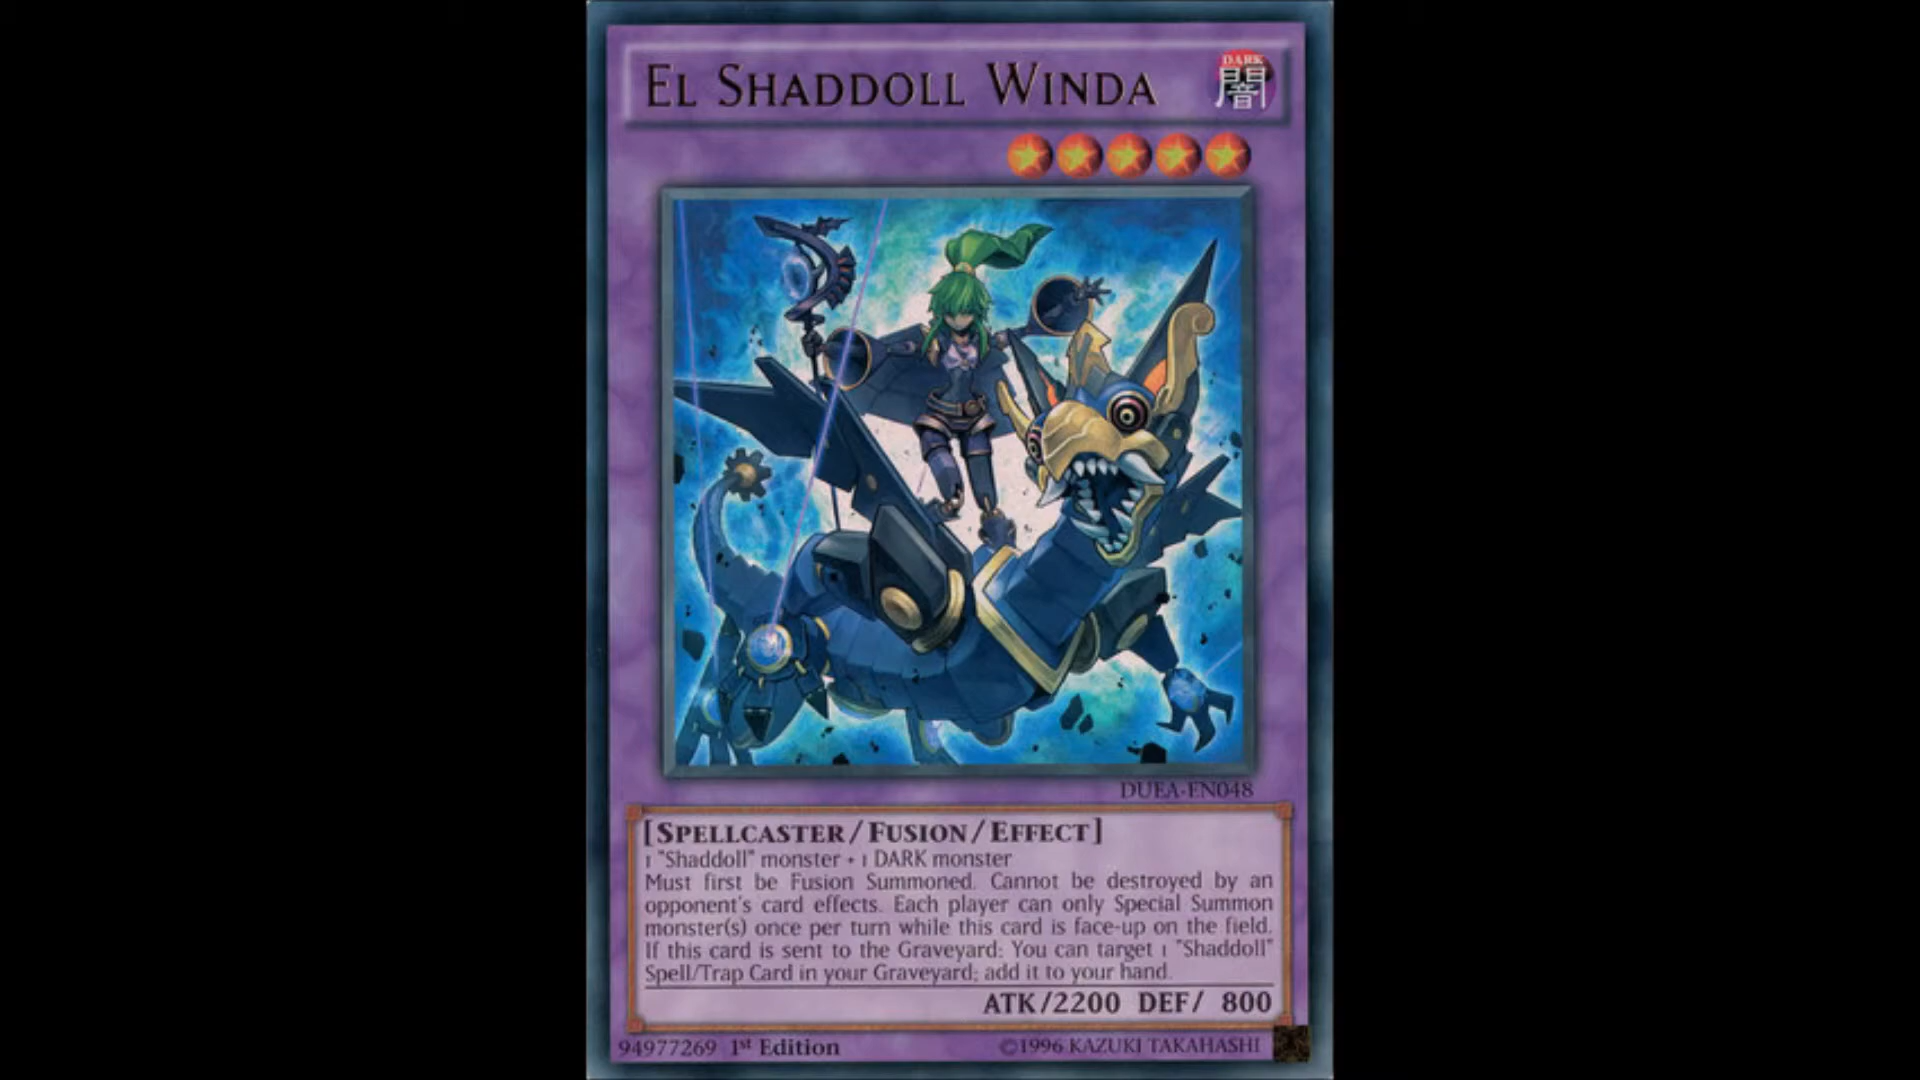 El Shaddoll Winda
DARK
闇
DUEA-EN048
[Spellcaster/Fusion/Effect]
1 "Shaddoll" monster + 1 DARK monster
Must first be Fusion Summoned. Cannot be destroyed by an
opponent's card effects. Each player can only Special Summon
monster(s) once per turn while this card is face-up on the field.
If this card is sent to the Graveyard: You can target 1 "Shaddoll"
Spell/Trap Card in your Graveyard; add it to your hand.
ATK/2200 DEF/ 800
94977269 1st Edition ©1996 KAZUKI TAKAHASHI